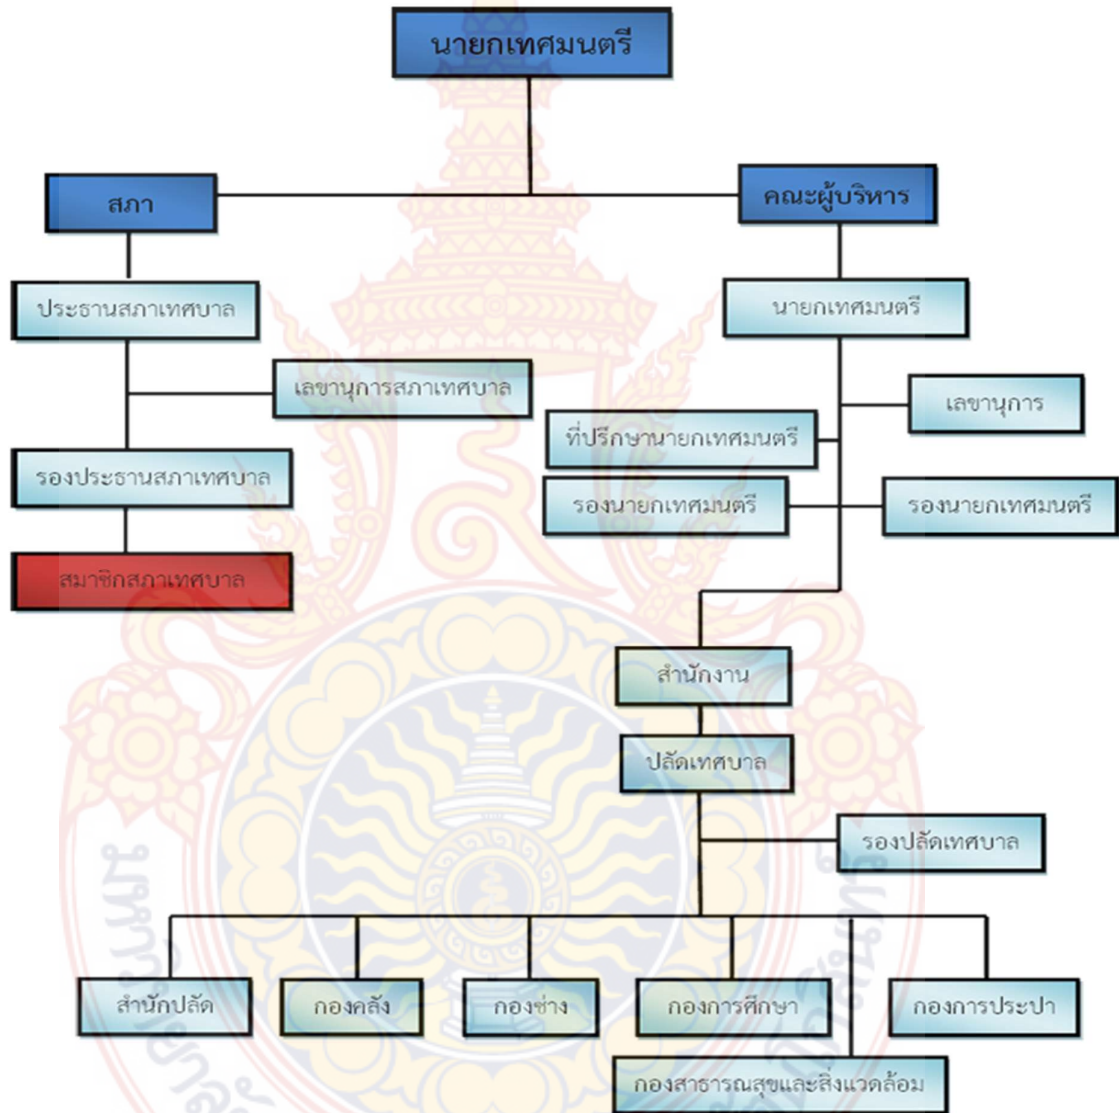 นายกเทศมนตรี
สภา
คณะผู้บริหาร
ประธานสภาเทศบาล
นายกเทศมนตรี
เลขานุการสภาเทศบาล
เลขานุการ
ที่ปรึกษานายกเทศมนตรี
รองประธานสภาเทศบาล
รองนายกเทศมนตรี
รองนายกเทศมนตรี
สมาชิกสภาเทศบาล
สำนักงาน
ปลัดเทศบาล
รองปลัดเทศบาล
สำนักปลัด
กองคลัง
กองช่าง
กองการศึกษา
กองการประปา
กองสาธารณสุขและสิ่งแวดล้อม